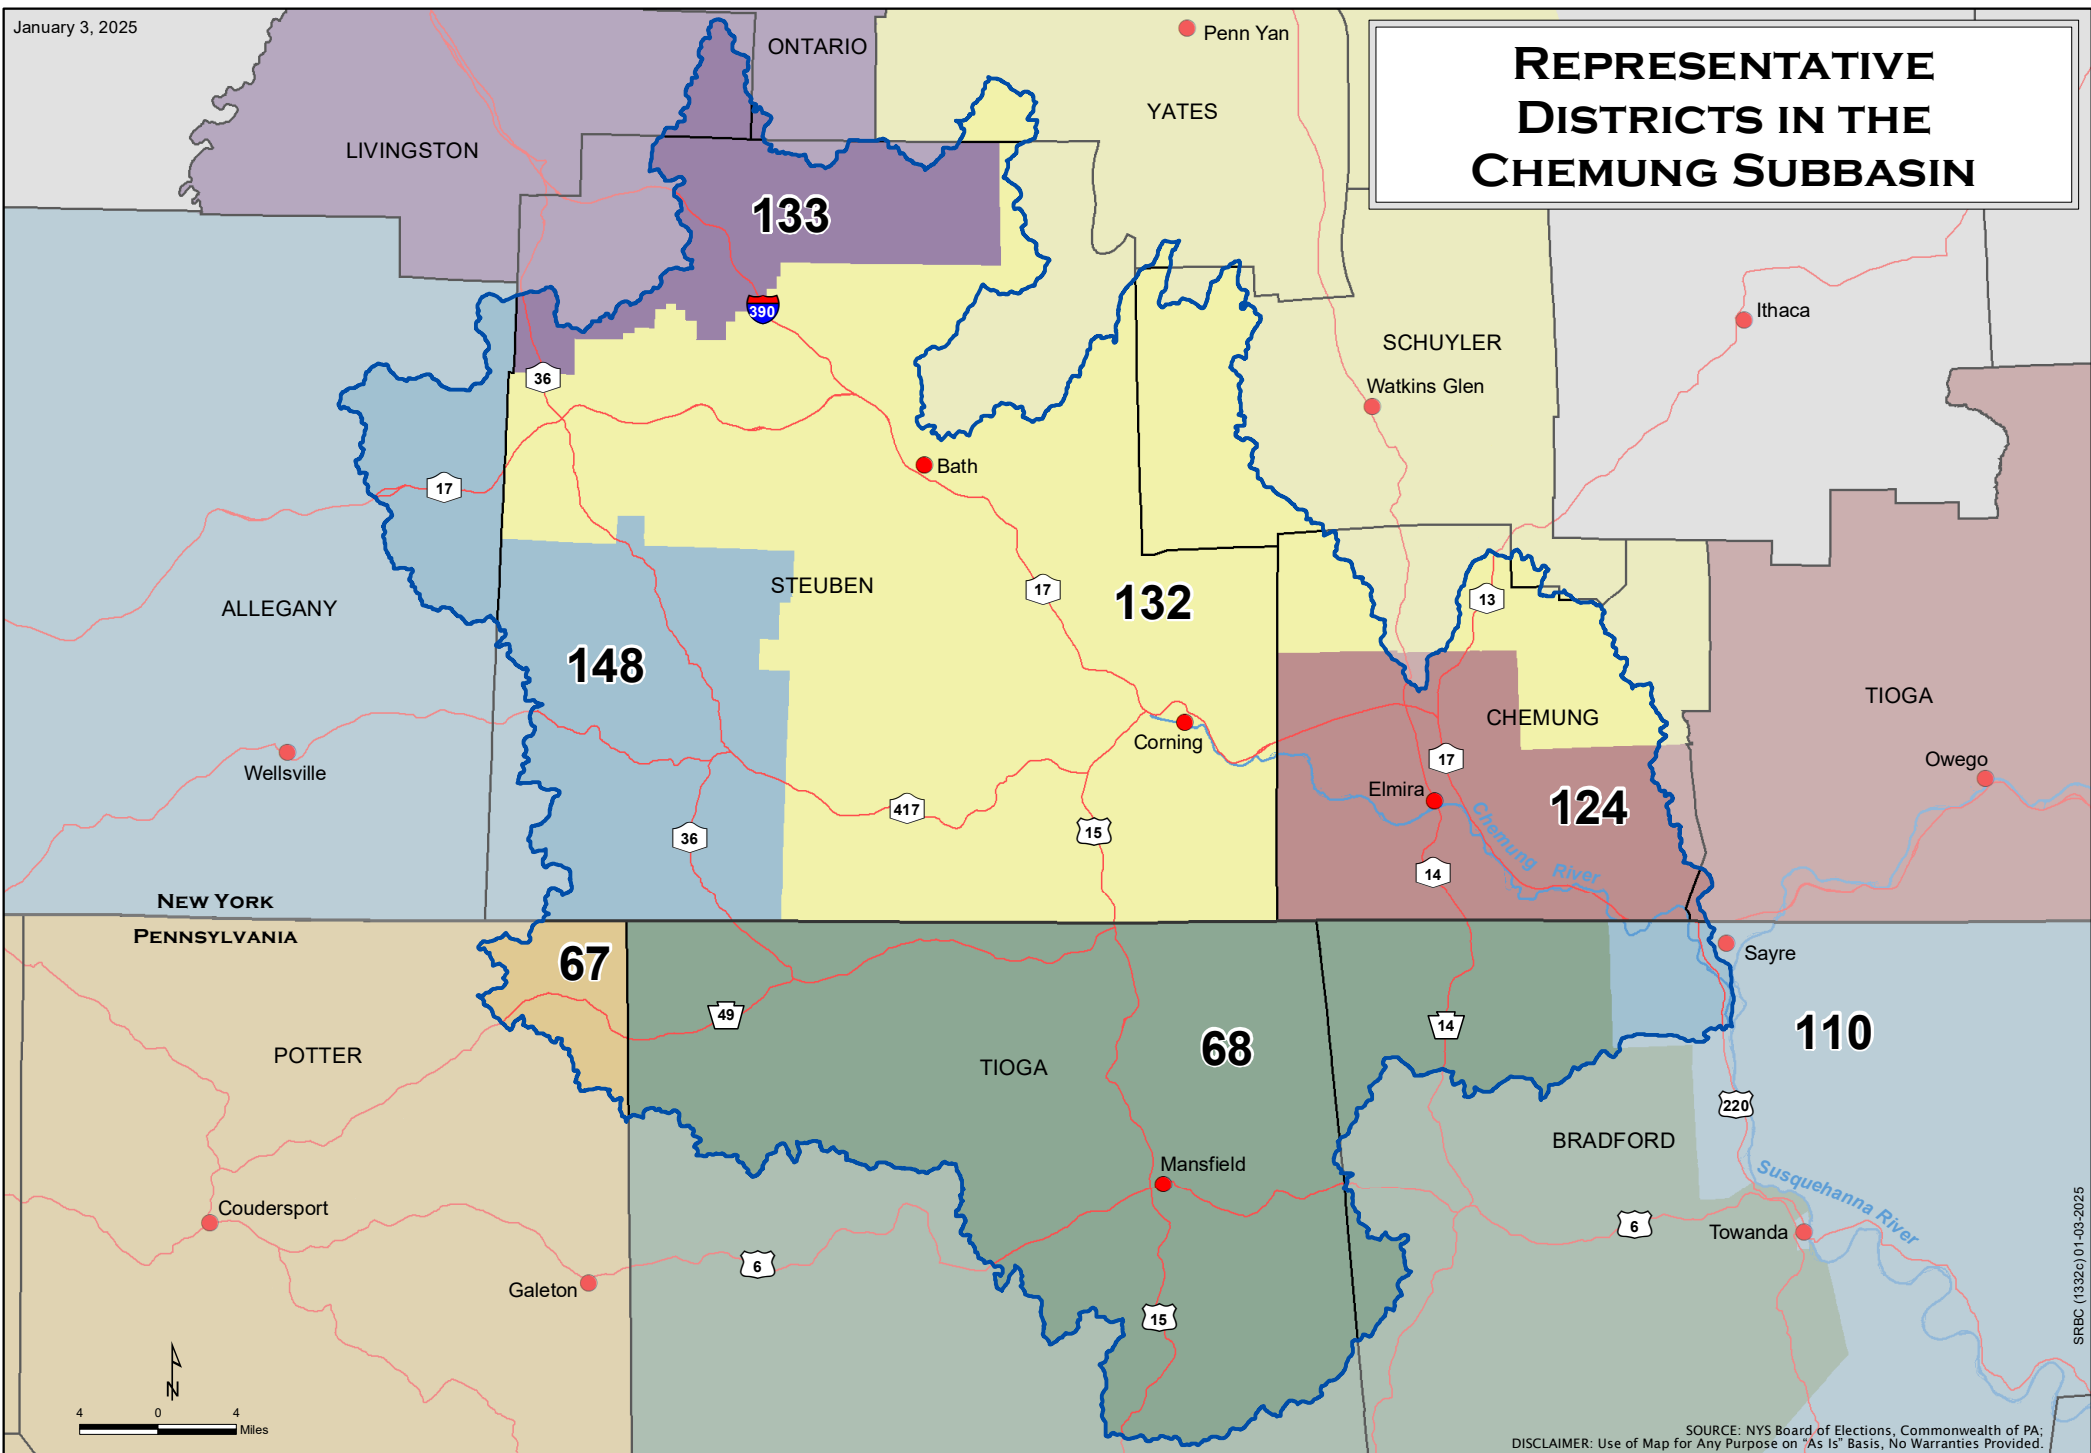 January 3, 2025
REPRESENTATIVE
DISTRICTS IN THE
CHEMUNG SUBBASIN
ONTARIO
Penn Yan
YATES
LIVINGSTON
133
390
Ithaca
SCHUYLER
36
Watkins Glen
Bath
17
STEUBEN
17
132
13
ALLEGANY
148
TIOGA
CHEMUNG
Corning
17
Owego
Wellsville
Elmira
124
417
Chemung River
15
36
14
NEW YORK
PENNSYLVANIA
67
Sayre
49
14
110
68
POTTER
TIOGA
220
BRADFORD
Mansfield
Susquehanna River
Coudersport
6
Towanda
6
Galeton
15
N
4 0 4
Miles
SRBC (1332c) 01-03-2025
SOURCE: NYS Board of Elections, Commonwealth of PA;
DISCLAIMER: Use of Map for Any Purpose on "As Is" Basis, No Warranties Provided.